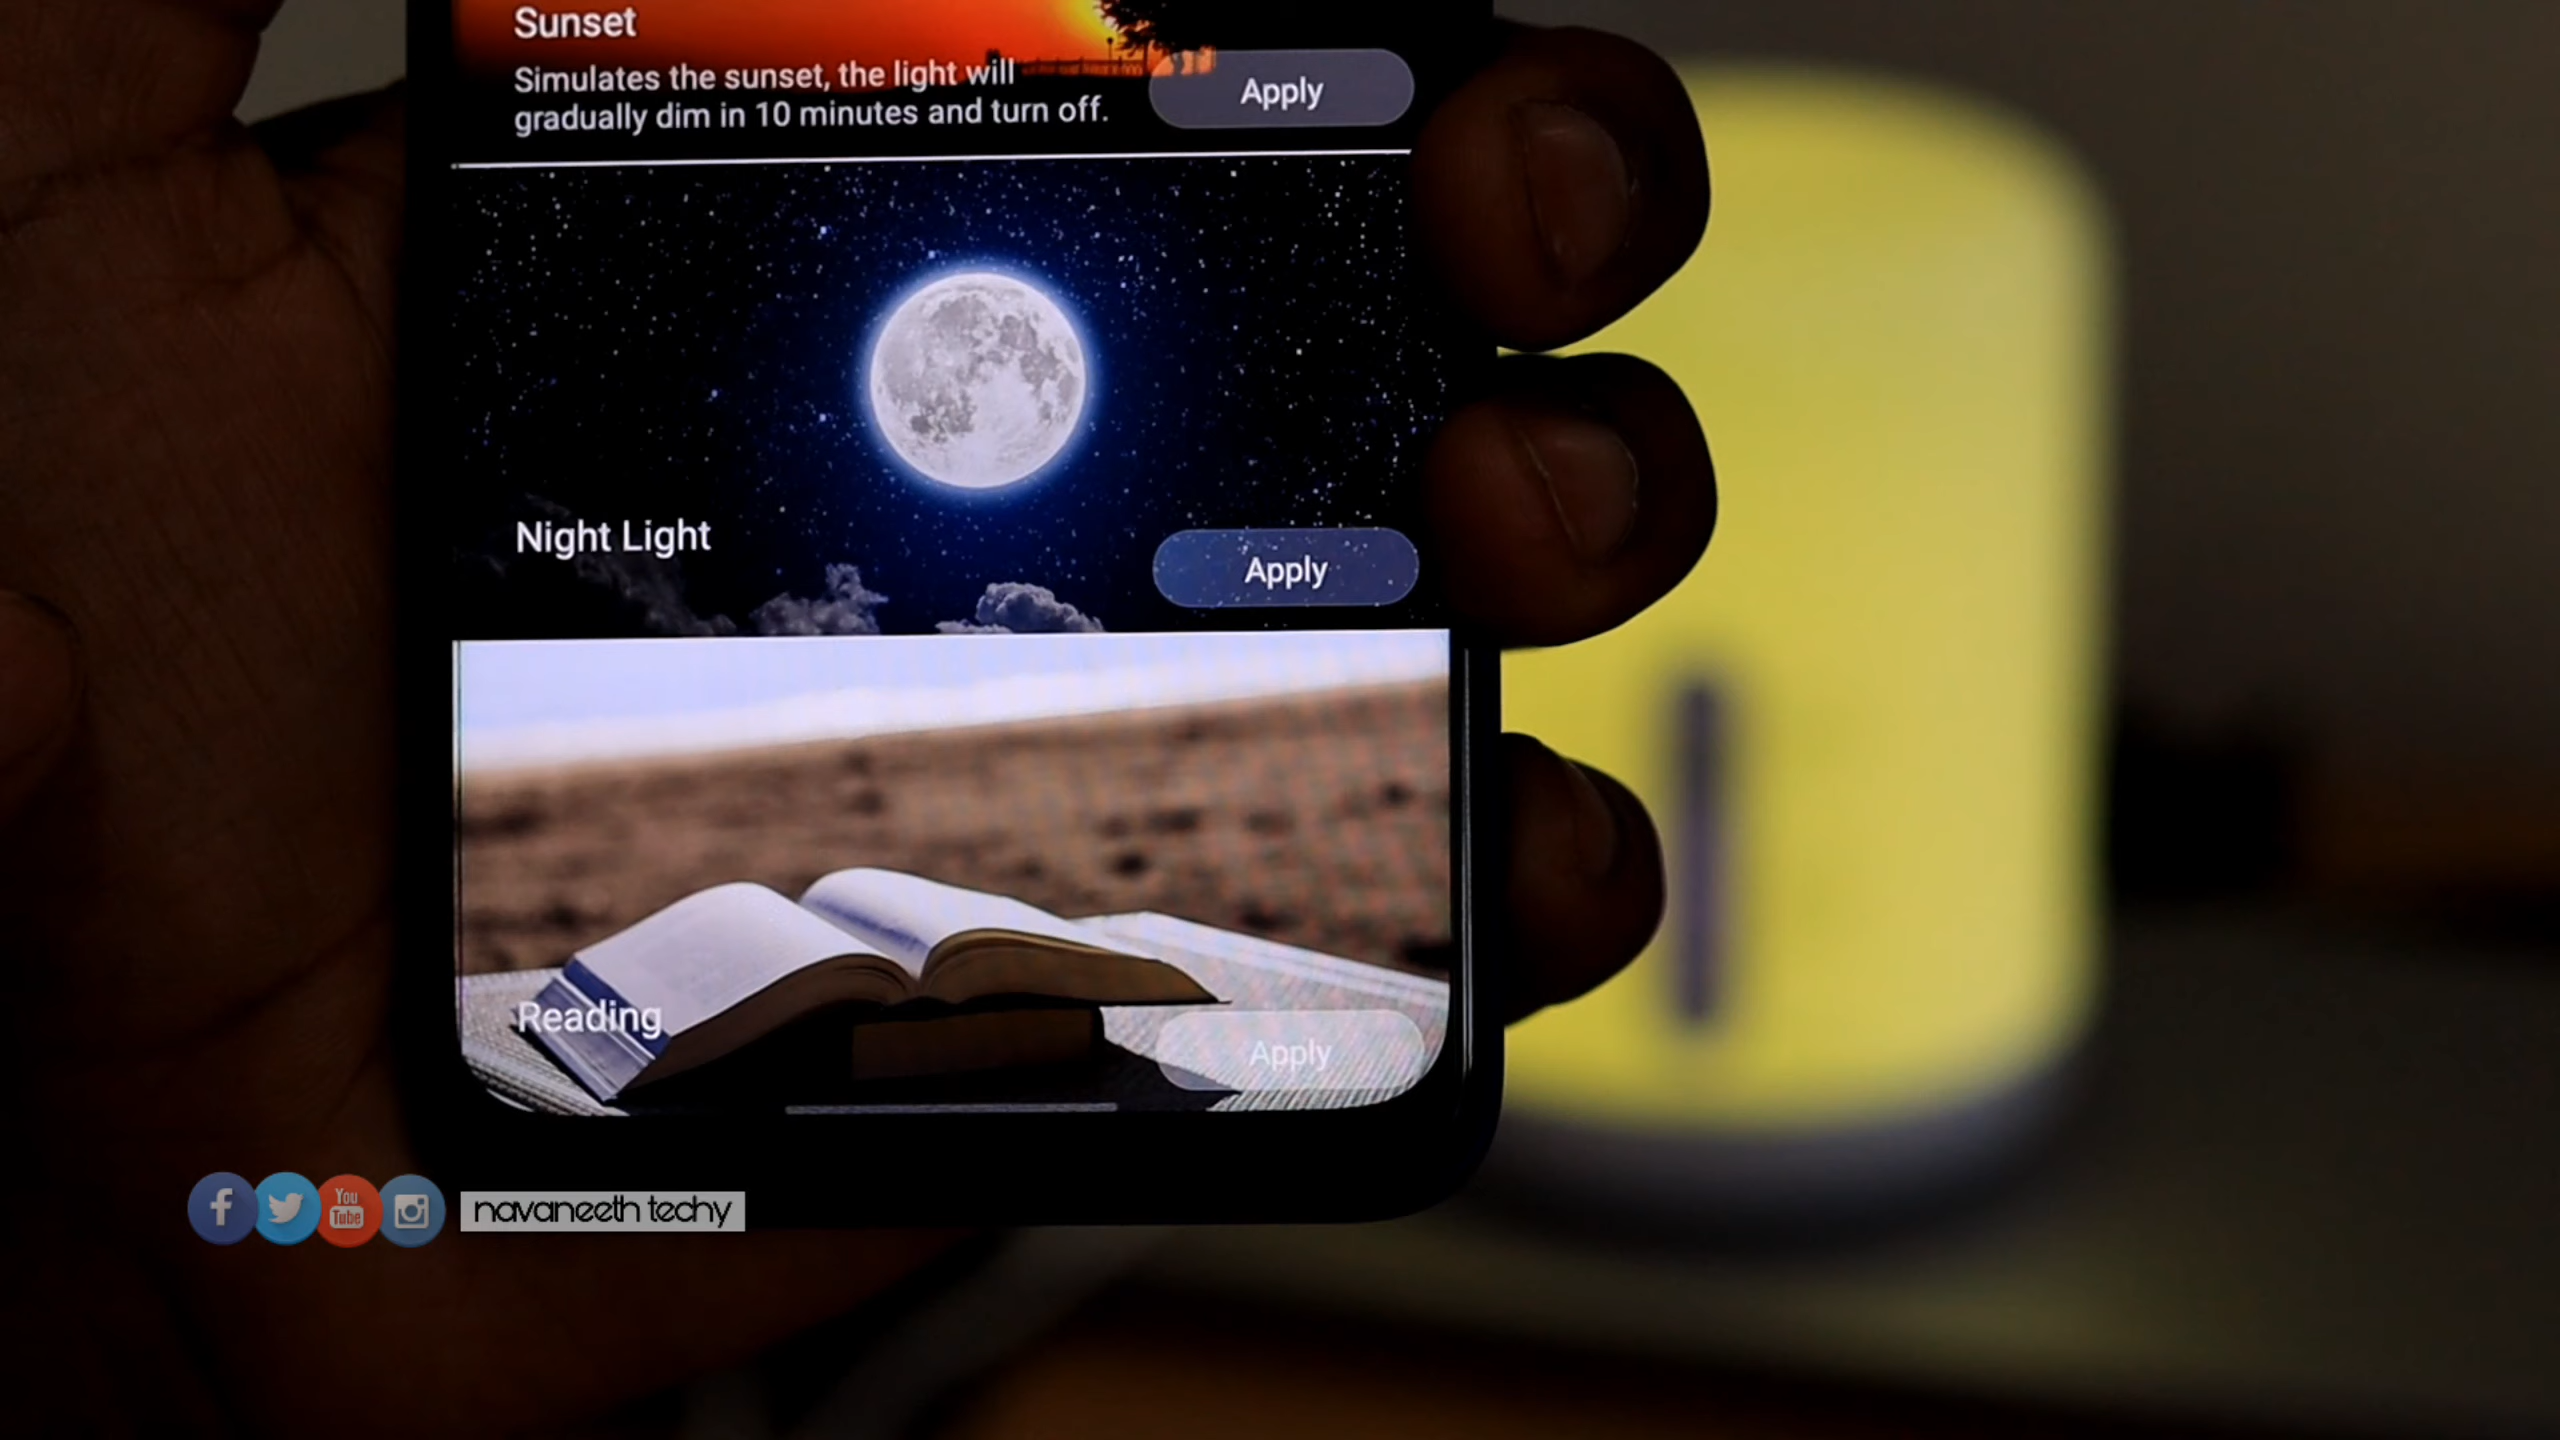 Sunset
Simulates the sunset, the light will
gradually dim in 10 minutes and turn off.
Apply
Night Light
Apply
Reading
Apply
f
You
Tube
navaneeth techy